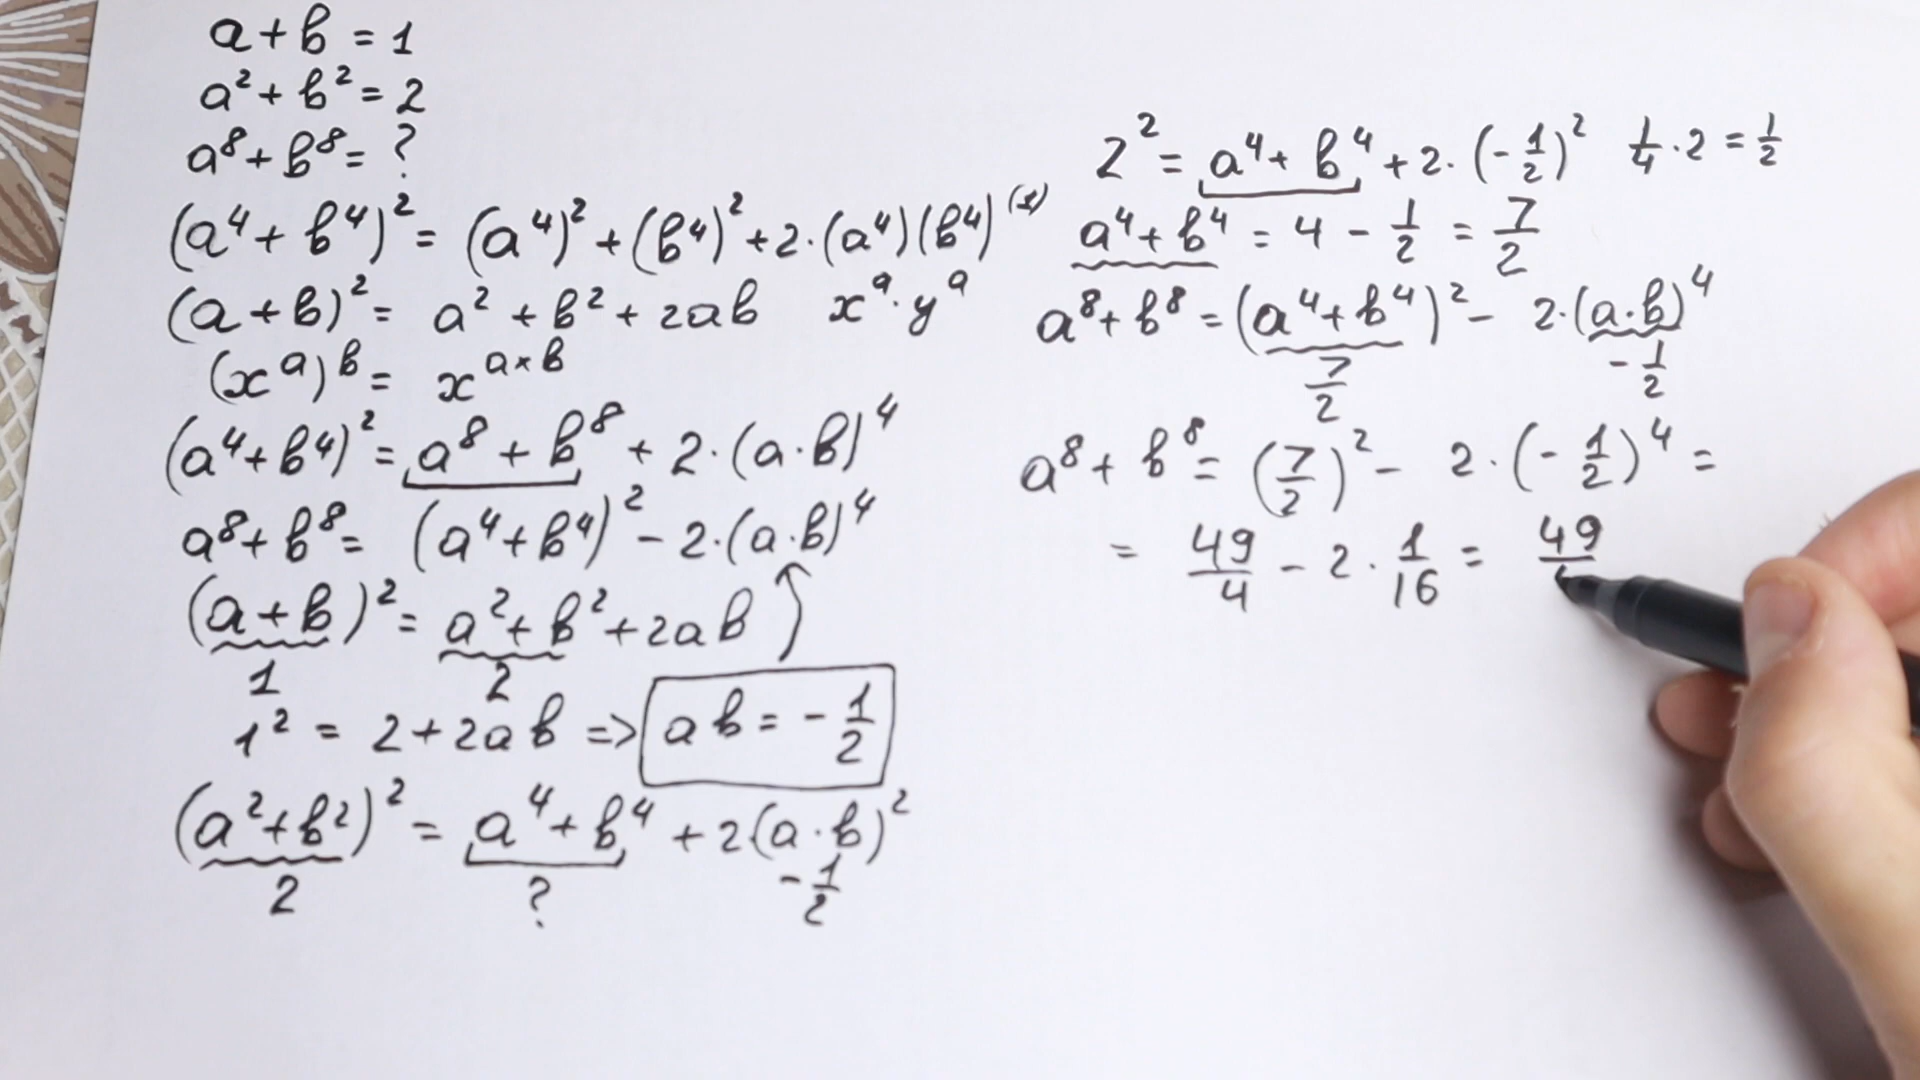 a + b = 1
a² + b² = 2
a⁸ + b⁸ = ?
(a⁴ + b⁴)² = (a⁴)² + (b⁴)² + 2·(a⁴)(b⁴)
(a + b)² = a² + b² + 2ab   xᵃ·yᵃ
(xᵃ)ᵇ = xᵃˣᵇ
(a⁴ + b⁴)² = a⁸ + b⁸ + 2·(a·b)⁴
a⁸ + b⁸ = (a⁴ + b⁴)² - 2·(a·b)⁴
(a + b)² = a² + b² + 2ab
1   2
1² = 2 + 2ab => ab = - 1/2
(a² + b²)² = a⁴ + b⁴ + 2(a·b)²
2   ?   - 1/2
2² = a⁴ + b⁴ + 2·(- 1/2)²   1/4 · 2 = 1/2
a⁴ + b⁴ = 4 - 1/2 = 7/2
a⁸ + b⁸ = (a⁴ + b⁴)² - 2·(a·b)⁴
7/2   - 1/2
a⁸ + b⁸ = (7/2)² - 2·(- 1/2)⁴ =
= 49/4 - 2 · 1/16 = 49